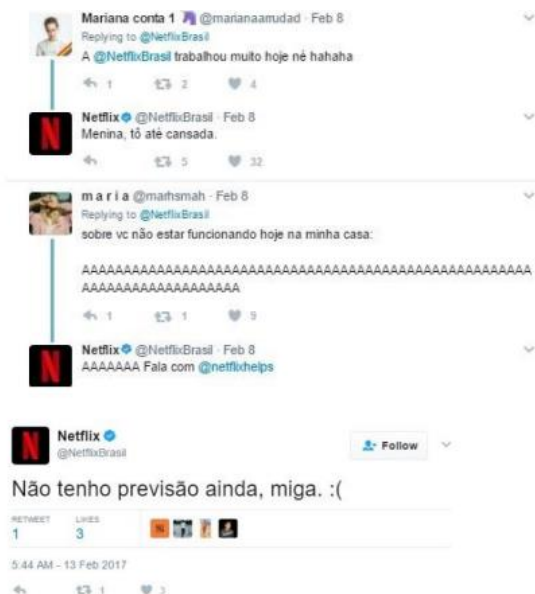 Mariana conta 1 @marianaarrudad · Feb 8
Replying to @NetflixBrasil
A @NetflixBrasil trabalhou muito hoje né hahaha
1 2 4
Netflix @NetflixBrasil · Feb 8
Menina, tô até cansada.
5 32
m a r i a @marhsmah · Feb 8
Replying to @NetflixBrasil
sobre vc não estar funcionando hoje na minha casa:
AAAAAAAAAAAAAAAAAAAAAAAAAAAAAAAAAAAAAAAAAAAAAAAAAAAAAA
AAAAAAAAAAAAAAAAAAA
1 1 9
Netflix @NetflixBrasil · Feb 8
AAAAAAA Fala com @netflixhelps
Netflix
@NetflixBrasil
Follow
Não tenho previsão ainda, miga. :(
RETWEET LIKES
1 3
5:44 AM - 13 Feb 2017
1 3